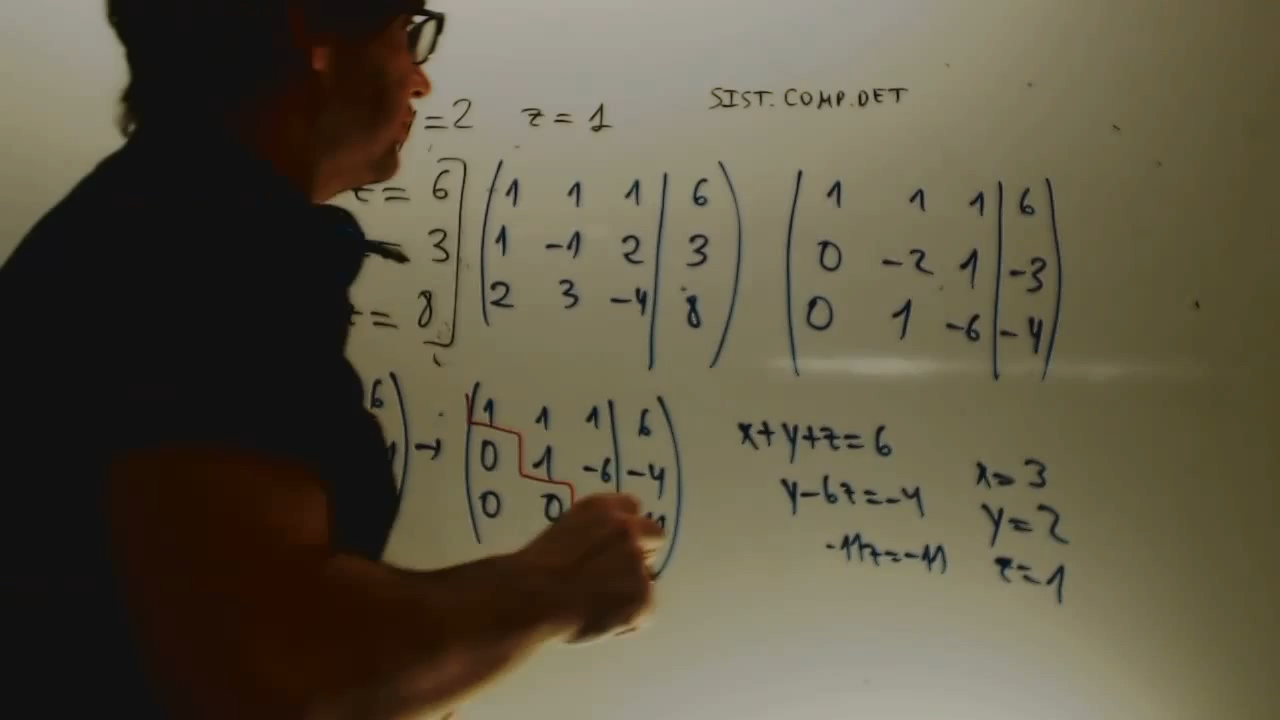 =2 z=1
SIST.COMP.DET
= 6
= 3
= 8
1 1 1 | 6
1 -1 2 | 3
2 3 -4 | 8
1 1 1 | 6
0 -2 1 | -3
0 1 -6 | -4
6
→
1 1 1 | 6
0 1 -6 | -4
0 0
x+y+z=6
y-6z=-4
-11z=-11
x=3
y=2
z=1